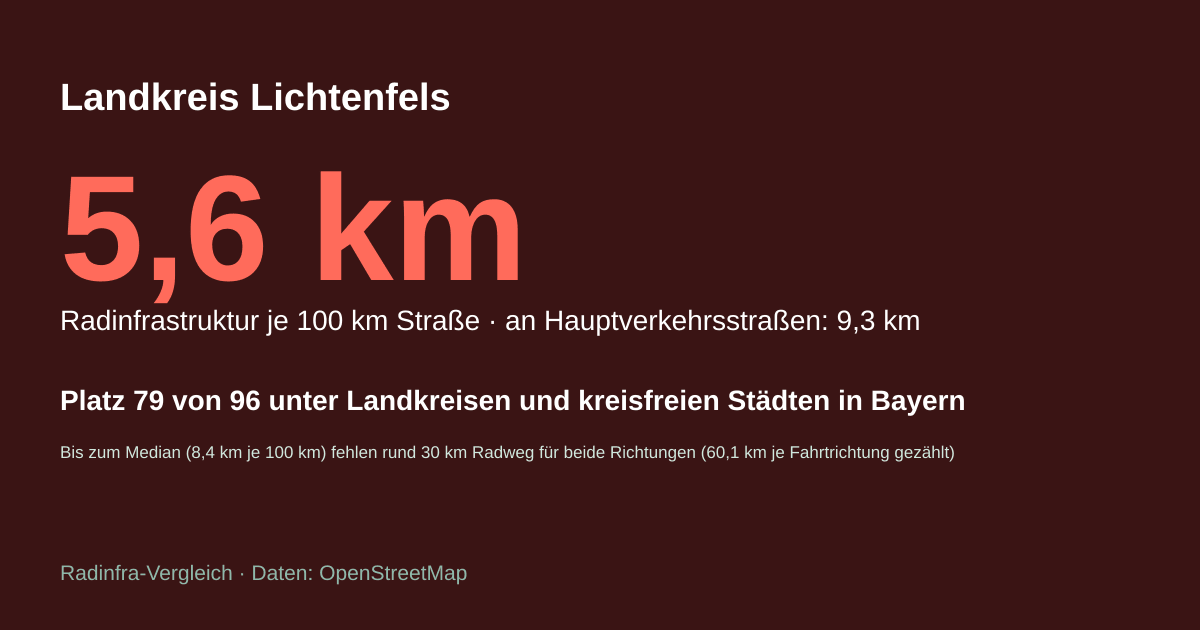 Landkreis Lichtenfels
5,6 km
Radinfrastruktur je 100 km Straße · an Hauptverkehrsstraßen: 9,3 km
Platz 79 von 96 unter Landkreisen und kreisfreien Städten in Bayern
Bis zum Median (8,4 km je 100 km) fehlen rund 30 km Radweg für beide Richtungen (60,1 km je Fahrtrichtung gezählt)
Radinfra-Vergleich · Daten: OpenStreetMap